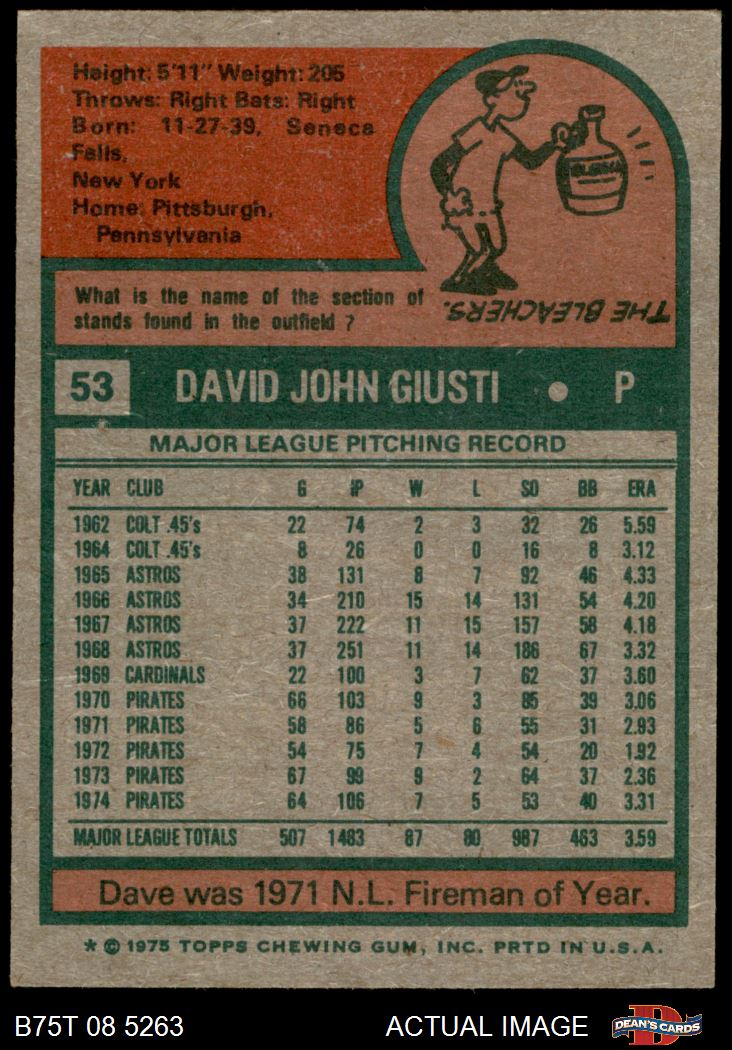 Height: 5'11" Weight: 205
Throws: Right Bats: Right
Born: 11-27-39, Seneca
Falls,
New York
Home: Pittsburgh,
Pennsylvania
THE BLEACHERS.
What is the name of the section of
stands found in the outfield ?
53 DAVID JOHN GIUSTI • P
MAJOR LEAGUE PITCHING RECORD
YEAR CLUB G IP W L SO BB ERA
1962 COLT .45's 22 74 2 3 32 26 5.59
1964 COLT .45's 8 26 0 0 16 8 3.12
1965 ASTROS 38 131 8 7 92 46 4.33
1966 ASTROS 34 210 15 14 131 54 4.20
1967 ASTROS 37 222 11 15 157 58 4.18
1968 ASTROS 37 251 11 14 186 67 3.32
1969 CARDINALS 22 100 3 7 62 37 3.60
1970 PIRATES 66 103 9 3 85 39 3.06
1971 PIRATES 58 86 5 6 55 31 2.93
1972 PIRATES 54 75 7 4 54 20 1.92
1973 PIRATES 67 99 9 2 64 37 2.36
1974 PIRATES 64 106 7 5 53 40 3.31
MAJOR LEAGUE TOTALS 507 1483 87 80 987 463 3.59
Dave was 1971 N.L. Fireman of Year.
* © 1975 TOPPS CHEWING GUM, INC. PRTD IN U.S.A.
B75T 08 5263 ACTUAL IMAGE D DEAN'S CARDS